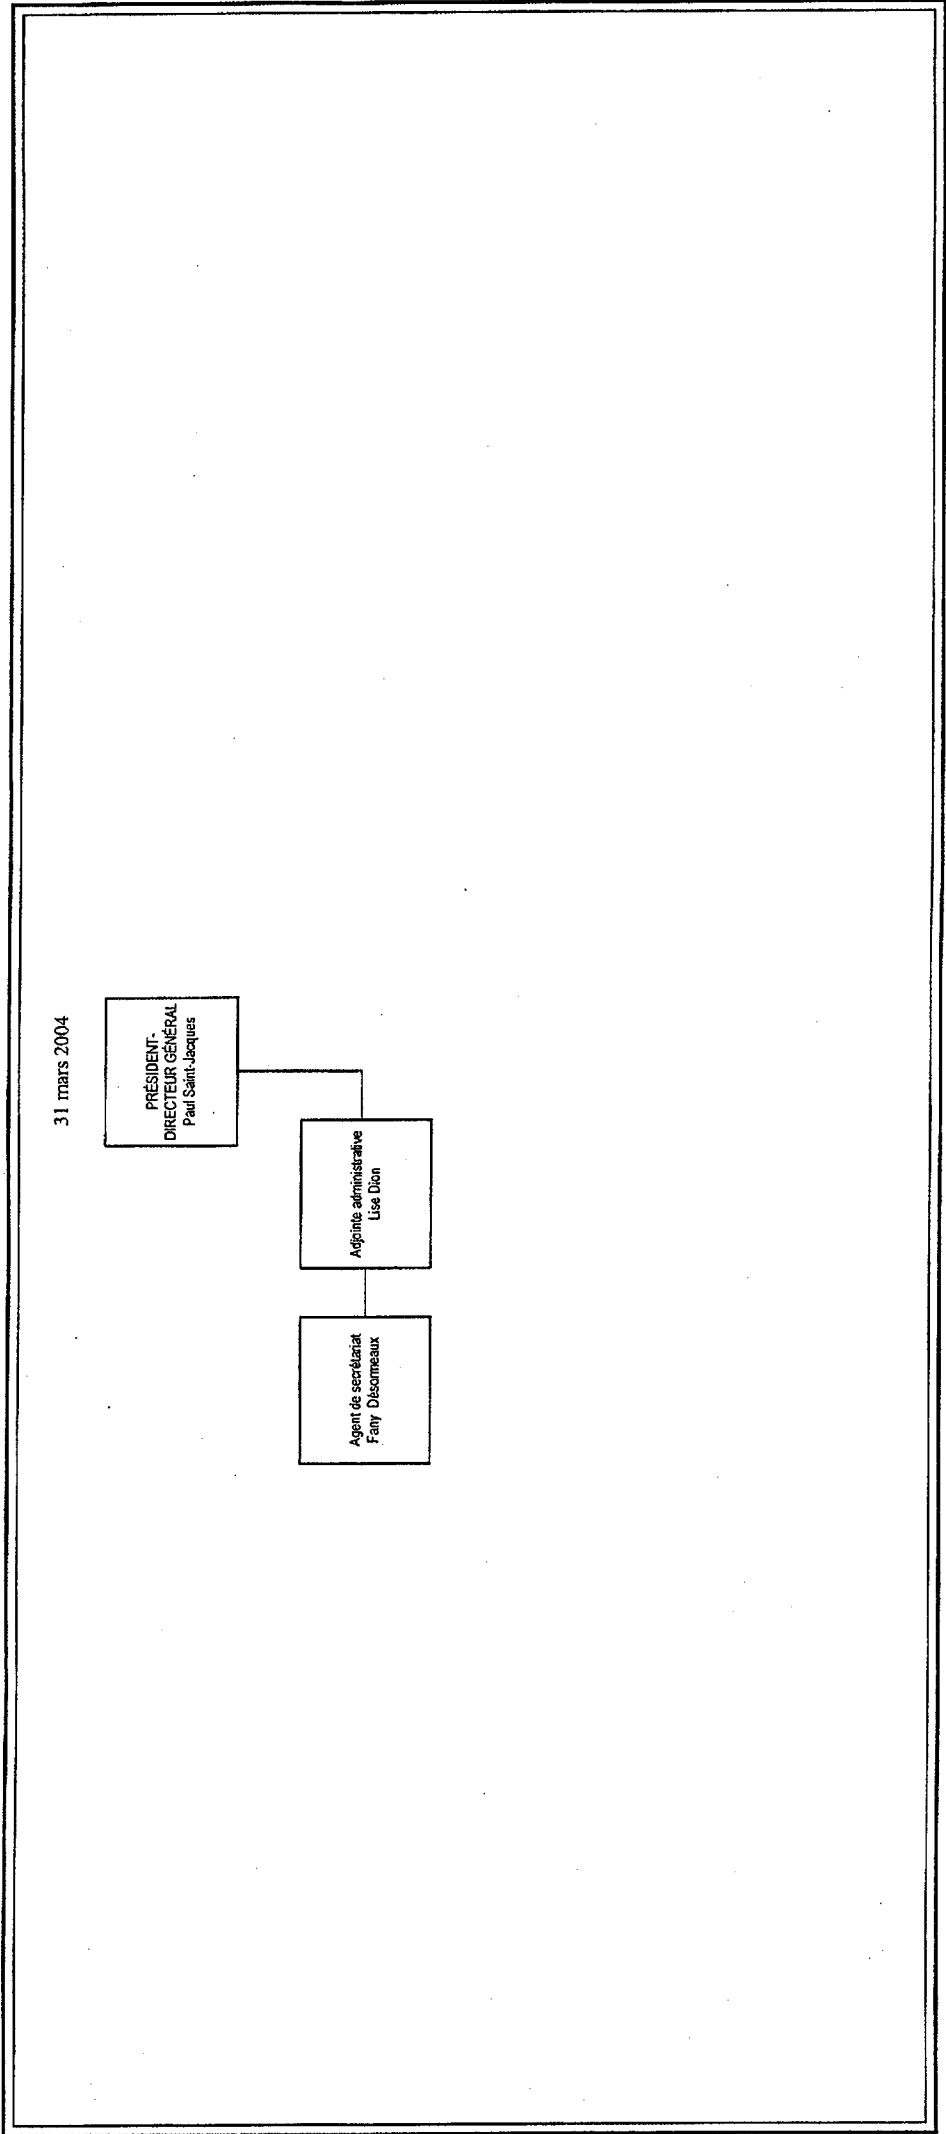 31 mars 2004
PRÉSIDENT-
DIRECTEUR GÉNÉRAL
Paul Saint-Jacques
Adjointe administrative
Lise Dion
Agent de secrétariat
Fany Désormeaux